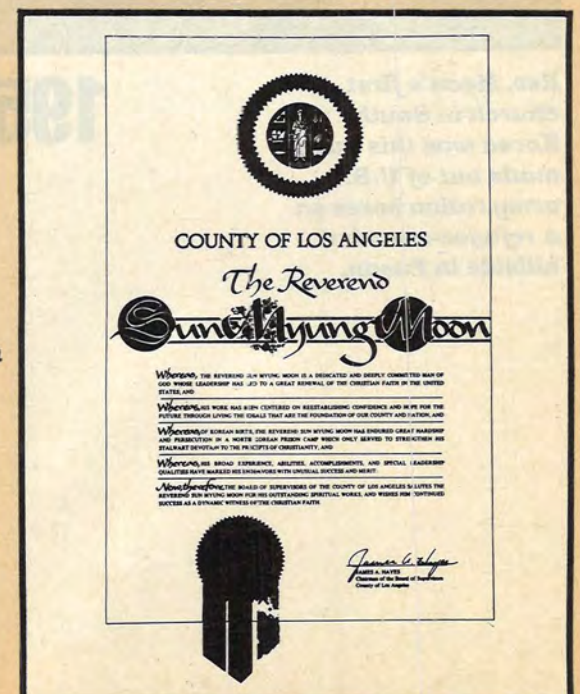 COUNTY OF LOS ANGELES
The Reverend
Sun Myung Moon
Whereas, THE REVEREND SUN MYUNG MOON IS A DEDICATED AND DEEPLY COMMITTED MAN OF
GOD WHOSE LEADERSHIP HAS LED TO A GREAT RENEWAL OF THE CHRISTIAN FAITH IN THE UNITED
STATES; AND
Whereas, HIS WORK HAS BEEN CENTERED ON REESTABLISHING CONFIDENCE AND HOPE FOR THE
FUTURE THROUGH LIVING THE IDEALS THAT ARE THE FOUNDATION OF OUR COUNTY AND NATION, AND
Whereas, OF KOREAN BIRTH, THE REVEREND SUN MYUNG MOON HAS ENDURED GREAT HARDSHIP
AND PERSECUTION IN A NORTH KOREAN PRISON CAMP WHICH ONLY SERVED TO STRENGTHEN HIS
STALWART DEVOTION TO THE PRECEPTS OF CHRISTIANITY, AND
Whereas, HIS BROAD EXPERIENCE, ABILITIES, ACCOMPLISHMENTS, AND SPECIAL LEADERSHIP
QUALITIES HAVE MARKED HIS ENDEAVORS WITH UNUSUAL SUCCESS AND MERIT:
Now, therefore, THE BOARD OF SUPERVISORS OF THE COUNTY OF LOS ANGELES SALUTES THE
REVEREND SUN MYUNG MOON FOR HIS OUTSTANDING SPIRITUAL WORKS, AND WISHES HIM CONTINUED
SUCCESS AS A DYNAMIC WITNESS OF THE CHRISTIAN FAITH.
James A. Hayes
JAMES A. HAYES
Chairman of the Board of Supervisors
County of Los Angeles